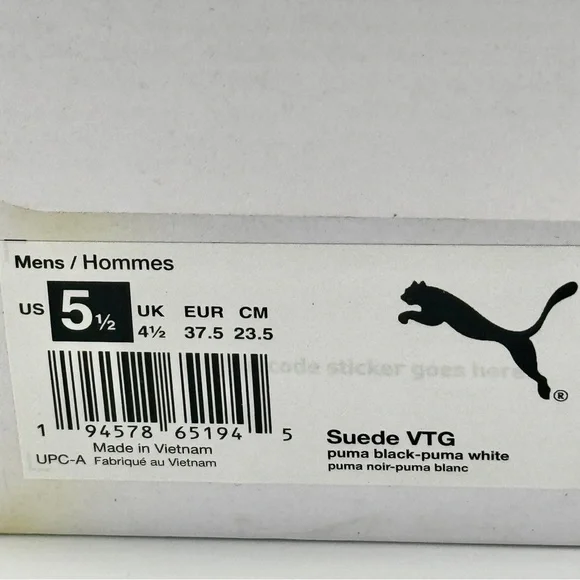 Mens / Hommes
US 5½ UK EUR CM
4½ 37.5 23.5
code sticker goes here
1 94578 65194 5
Made in Vietnam
UPC-A Fabriqué au Vietnam
®
Suede VTG
puma black-puma white
puma noir-puma blanc